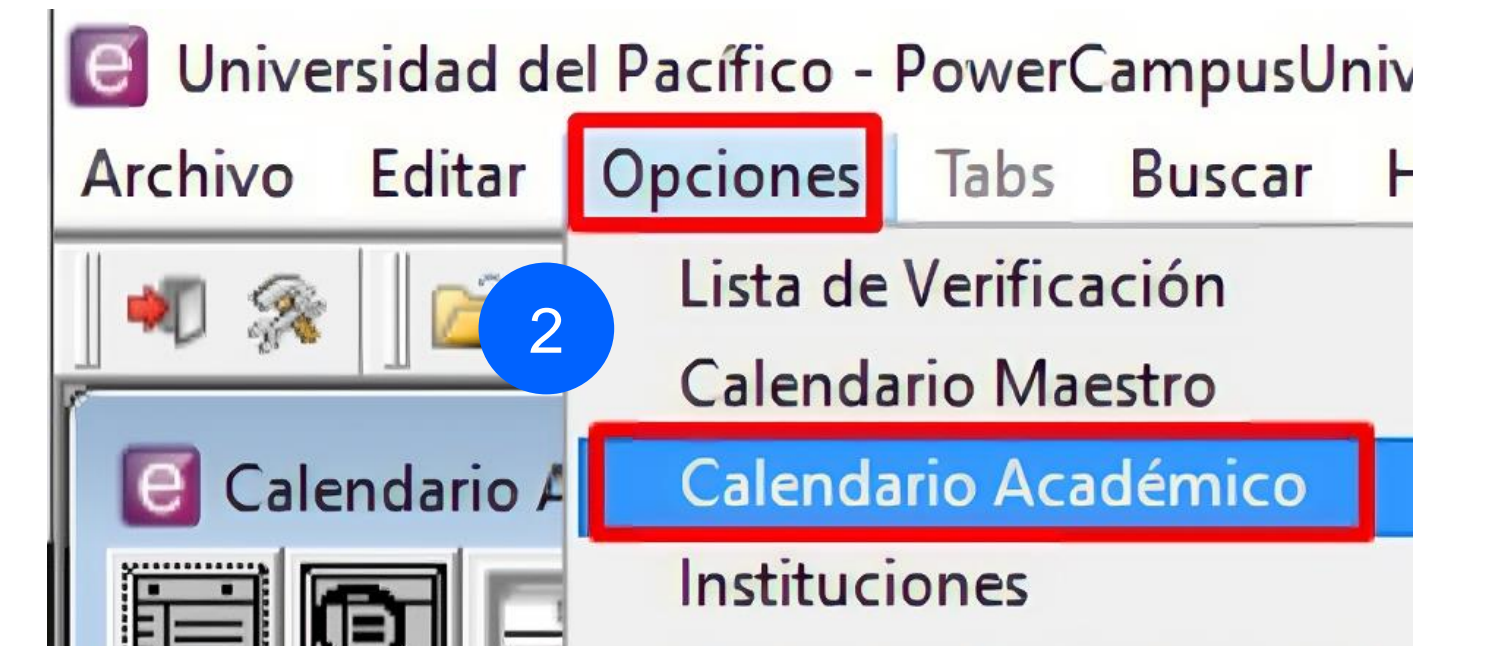 e Universidad del Pacífico - PowerCampusUniv
Archivo Editar Opciones Tabs Buscar H
2
Lista de Verificación
Calendario Maestro
e Calendario A
Calendario Académico
Instituciones